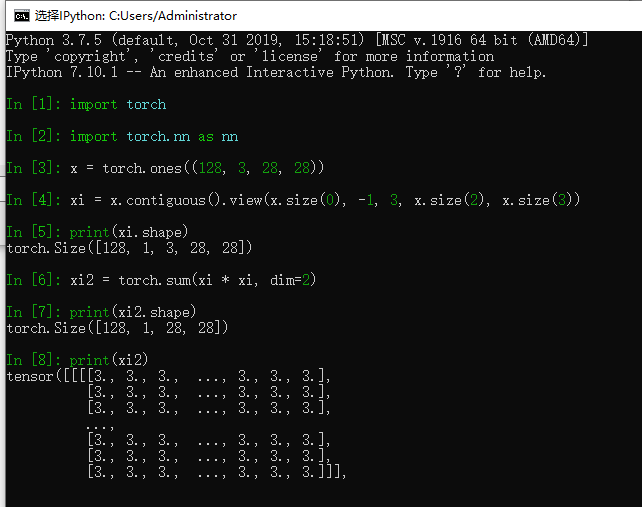 选择IPython: C:Users/Administrator
Python 3.7.5 (default, Oct 31 2019, 15:18:51) [MSC v.1916 64 bit (AMD64)]
Type 'copyright', 'credits' or 'license' for more information
IPython 7.10.1 -- An enhanced Interactive Python. Type '?' for help.
In [1]: import torch
In [2]: import torch.nn as nn
In [3]: x = torch.ones((128, 3, 28, 28))
In [4]: xi = x.contiguous().view(x.size(0), -1, 3, x.size(2), x.size(3))
In [5]: print(xi.shape)
torch.Size([128, 1, 3, 28, 28])
In [6]: xi2 = torch.sum(xi * xi, dim=2)
In [7]: print(xi2.shape)
torch.Size([128, 1, 28, 28])
In [8]: print(xi2)
tensor([[[[3., 3., 3., ..., 3., 3., 3.],
[3., 3., 3., ..., 3., 3., 3.],
[3., 3., 3., ..., 3., 3., 3.],
...,
[3., 3., 3., ..., 3., 3., 3.],
[3., 3., 3., ..., 3., 3., 3.],
[3., 3., 3., ..., 3., 3., 3.]]],